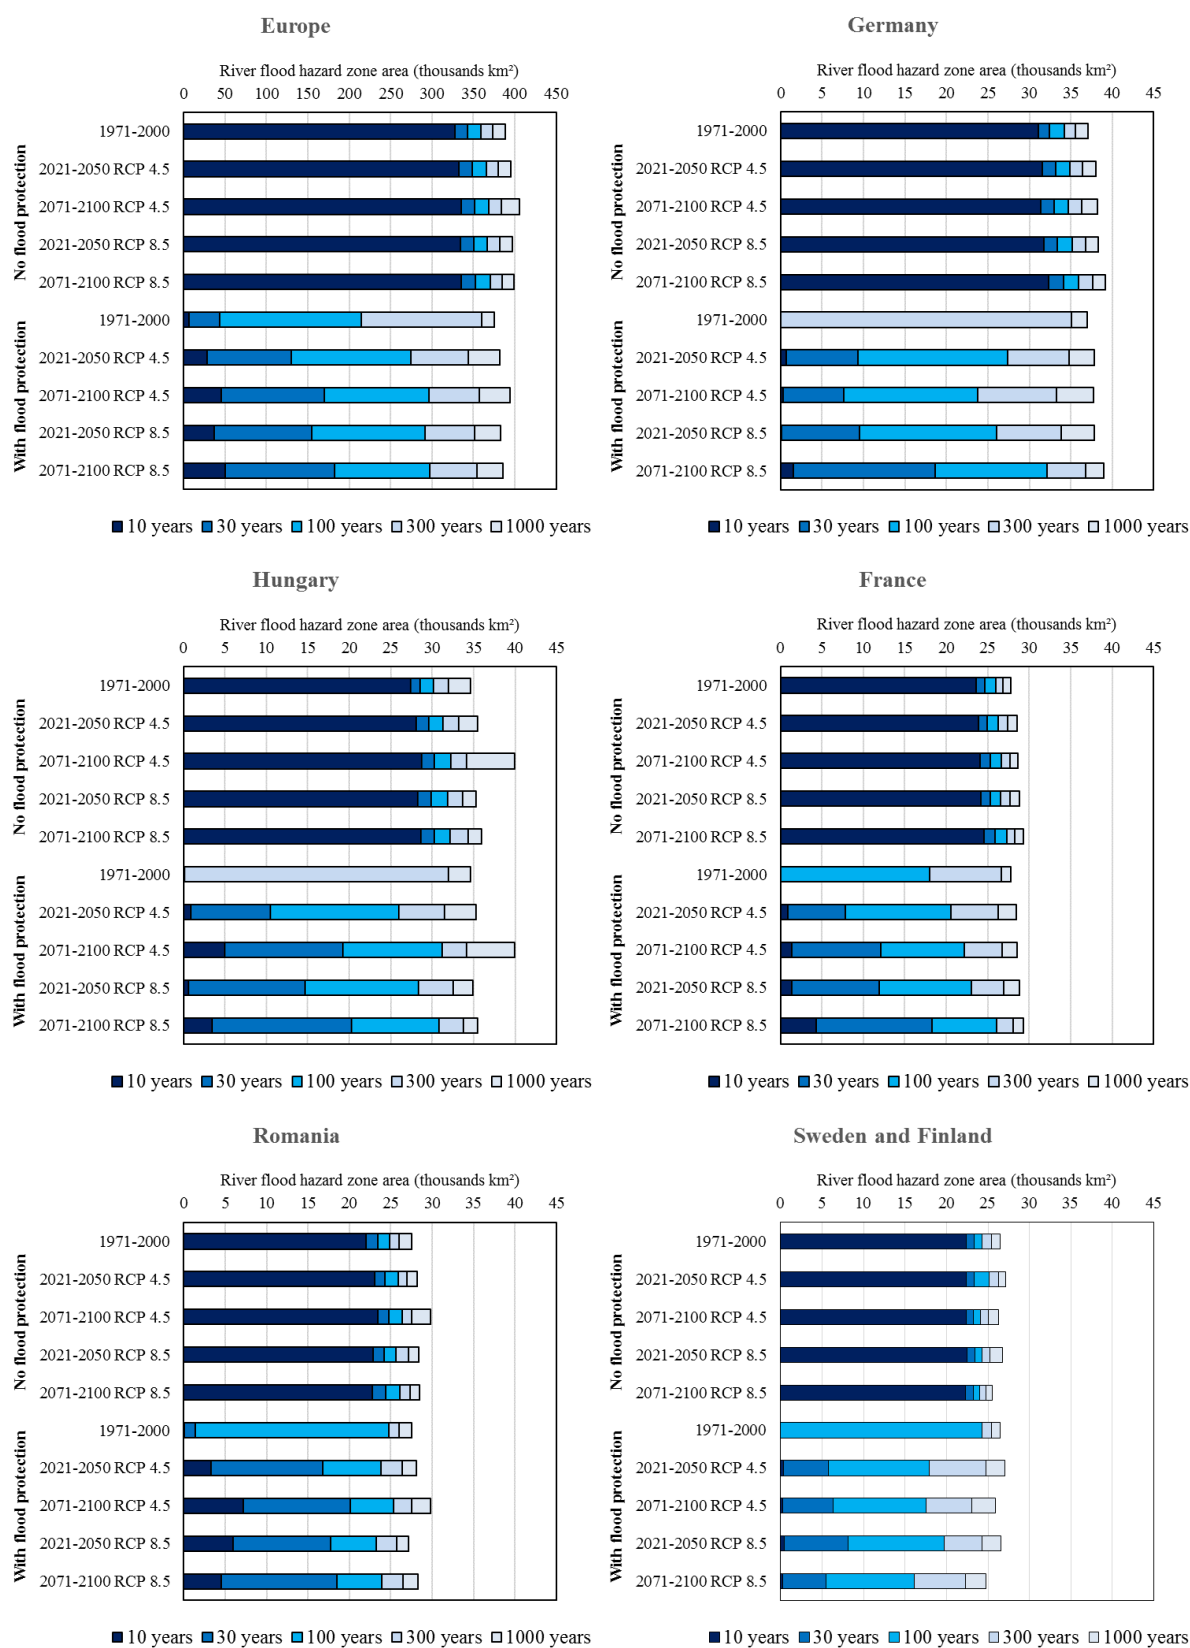 Europe
River flood hazard zone area (thousands km²)
0 50 100 150 200 250 300 350 400 450
No flood protection
1971-2000
2021-2050 RCP 4.5
2071-2100 RCP 4.5
2021-2050 RCP 8.5
2071-2100 RCP 8.5
With flood protection
1971-2000
2021-2050 RCP 4.5
2071-2100 RCP 4.5
2021-2050 RCP 8.5
2071-2100 RCP 8.5
10 years 30 years 100 years 300 years 1000 years
Germany
River flood hazard zone area (thousands km²)
0 5 10 15 20 25 30 35 40 45
No flood protection
1971-2000
2021-2050 RCP 4.5
2071-2100 RCP 4.5
2021-2050 RCP 8.5
2071-2100 RCP 8.5
With flood protection
1971-2000
2021-2050 RCP 4.5
2071-2100 RCP 4.5
2021-2050 RCP 8.5
2071-2100 RCP 8.5
10 years 30 years 100 years 300 years 1000 years
Hungary
River flood hazard zone area (thousands km²)
0 5 10 15 20 25 30 35 40 45
No flood protection
1971-2000
2021-2050 RCP 4.5
2071-2100 RCP 4.5
2021-2050 RCP 8.5
2071-2100 RCP 8.5
With flood protection
1971-2000
2021-2050 RCP 4.5
2071-2100 RCP 4.5
2021-2050 RCP 8.5
2071-2100 RCP 8.5
10 years 30 years 100 years 300 years 1000 years
France
River flood hazard zone area (thousands km²)
0 5 10 15 20 25 30 35 40 45
No flood protection
1971-2000
2021-2050 RCP 4.5
2071-2100 RCP 4.5
2021-2050 RCP 8.5
2071-2100 RCP 8.5
With flood protection
1971-2000
2021-2050 RCP 4.5
2071-2100 RCP 4.5
2021-2050 RCP 8.5
2071-2100 RCP 8.5
10 years 30 years 100 years 300 years 1000 years
Romania
River flood hazard zone area (thousands km²)
0 5 10 15 20 25 30 35 40 45
No flood protection
1971-2000
2021-2050 RCP 4.5
2071-2100 RCP 4.5
2021-2050 RCP 8.5
2071-2100 RCP 8.5
With flood protection
1971-2000
2021-2050 RCP 4.5
2071-2100 RCP 4.5
2021-2050 RCP 8.5
2071-2100 RCP 8.5
10 years 30 years 100 years 300 years 1000 years
Sweden and Finland
River flood hazard zone area (thousands km²)
0 5 10 15 20 25 30 35 40 45
No flood protection
1971-2000
2021-2050 RCP 4.5
2071-2100 RCP 4.5
2021-2050 RCP 8.5
2071-2100 RCP 8.5
With flood protection
1971-2000
2021-2050 RCP 4.5
2071-2100 RCP 4.5
2021-2050 RCP 8.5
2071-2100 RCP 8.5
10 years 30 years 100 years 300 years 1000 years